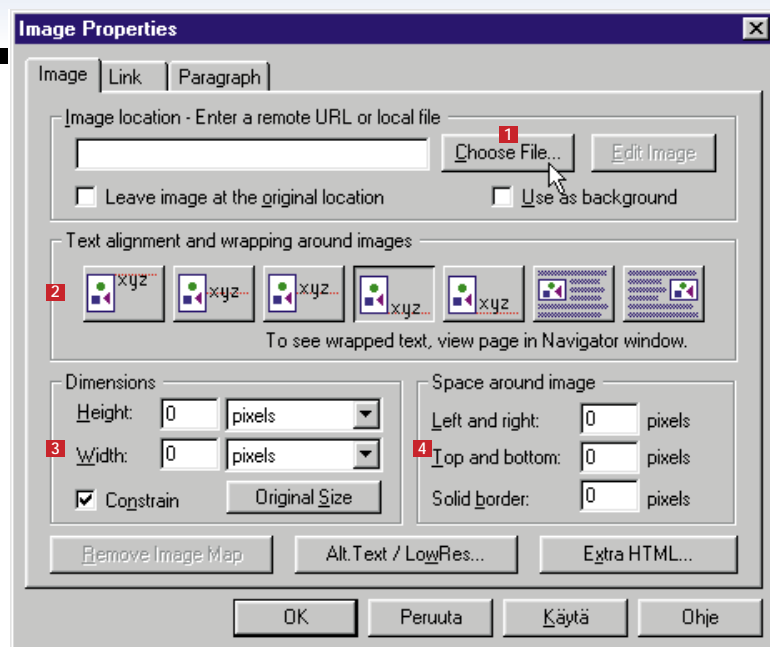 Image Properties
Image Link Paragraph
Image location - Enter a remote URL or local file
1
Choose File... Edit Image
Leave image at the original location Use as background
Text alignment and wrapping around images
2 xyz xyz xyz xyz xyz
To see wrapped text, view page in Navigator window.
Dimensions
Height: 0 pixels
3 Width: 0 pixels
Constrain Original Size
Space around image
Left and right: 0 pixels
4 Top and bottom: 0 pixels
Solid border: 0 pixels
Remove Image Map Alt.Text / LowRes... Extra HTML...
OK Peruuta Käytä Ohje